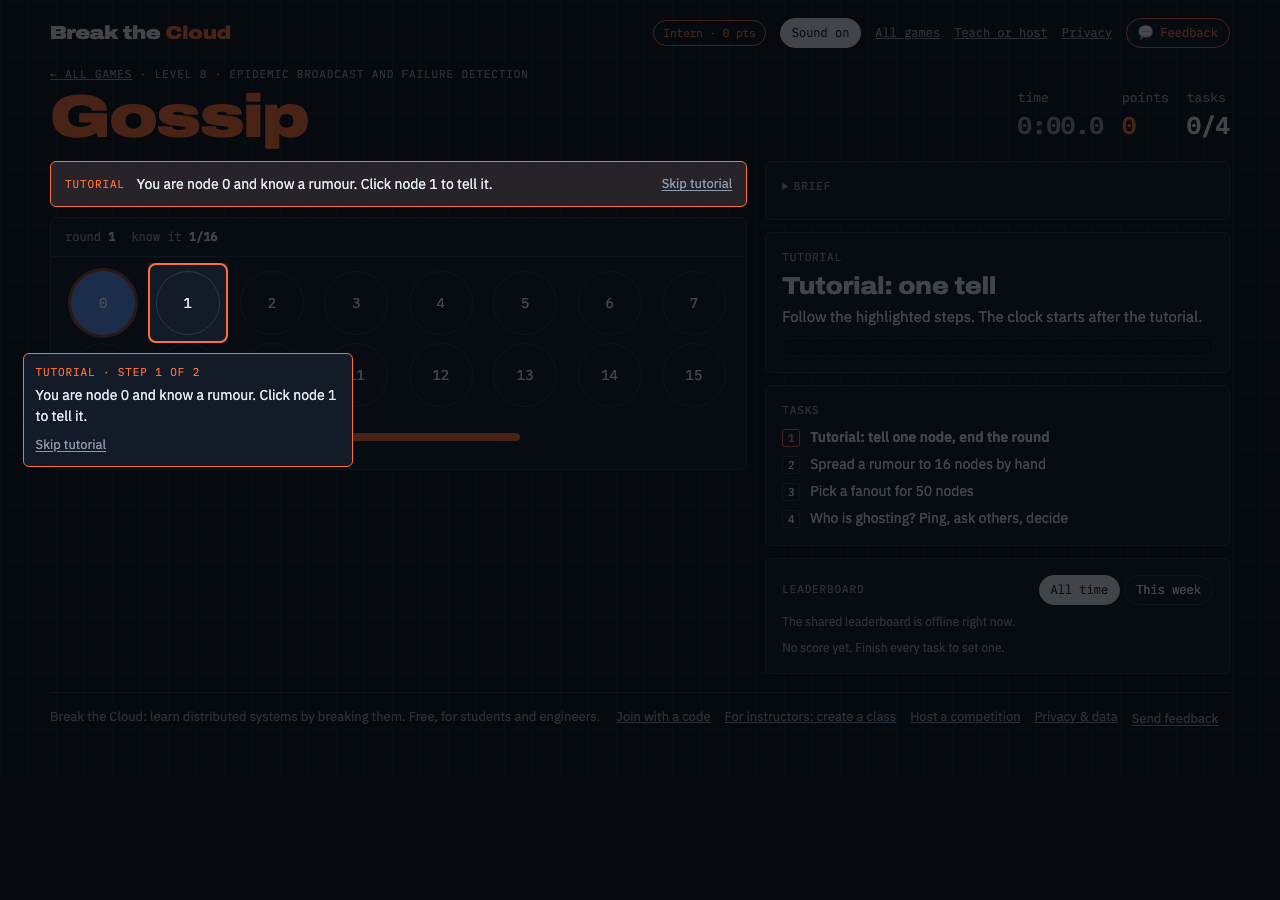 Break the Cloud
Intern · 0 pts
Sound on
All games
Teach or host
Privacy
💬 Feedback
← ALL GAMES · LEVEL 8 · EPIDEMIC BROADCAST AND FAILURE DETECTION
Gossip
time
points
tasks
0:00.0
0
0/4
TUTORIAL You are node 0 and know a rumour. Click node 1 to tell it. Skip tutorial
round 1 know it 1/16
0 1 2 3 4 5 6 7
12 13 14 15
TUTORIAL · STEP 1 OF 2
You are node 0 and know a rumour. Click node 1
to tell it.
Skip tutorial
▶ BRIEF
TUTORIAL
Tutorial: one tell
Follow the highlighted steps. The clock starts after the tutorial.
TASKS
1 Tutorial: tell one node, end the round
2 Spread a rumour to 16 nodes by hand
3 Pick a fanout for 50 nodes
4 Who is ghosting? Ping, ask others, decide
LEADERBOARD
All time
This week
The shared leaderboard is offline right now.
No score yet. Finish every task to set one.
Break the Cloud: learn distributed systems by breaking them. Free, for students and engineers.
Join with a code
For instructors: create a class
Host a competition
Privacy & data
Send feedback